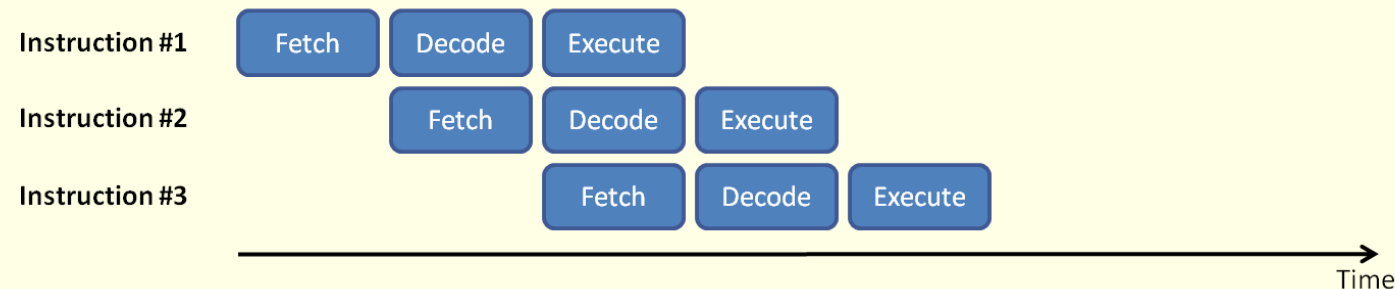 Instruction #1 Fetch Decode Execute
Instruction #2 Fetch Decode Execute
Instruction #3 Fetch Decode Execute
Time